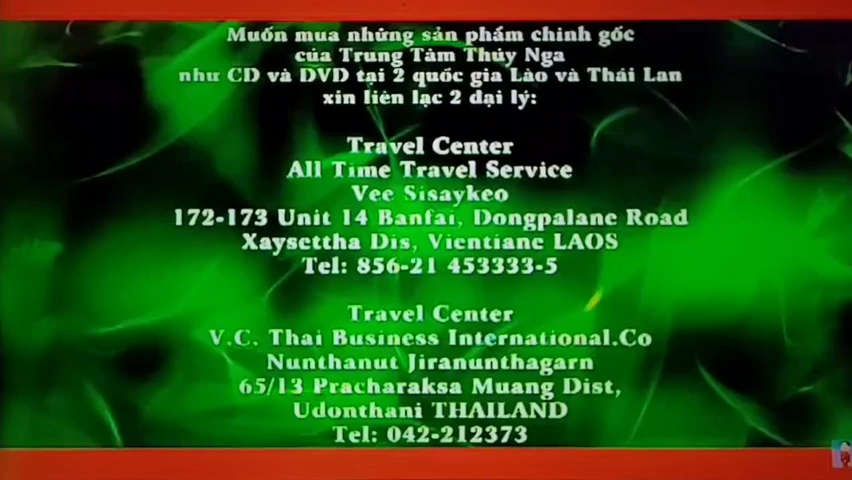 Muốn mua những sản phẩm chính gốc
của Trung Tâm Thúy Nga
như CD và DVD tại 2 quốc gia Lào và Thái Lan
xin liên lạc 2 đại lý:
Travel Center
All Time Travel Service
Vee Sisaykeo
172-173 Unit 14 Banfai, Dongpalane Road
Xaysettha Dis, Vientiane LAOS
Tel: 856-21 453333-5
Travel Center
V.C. Thai Business International.Co
Nunthanut Jiranunthagarn
65/13 Pracharaksa Muang Dist,
Udonthani THAILAND
Tel: 042-212373